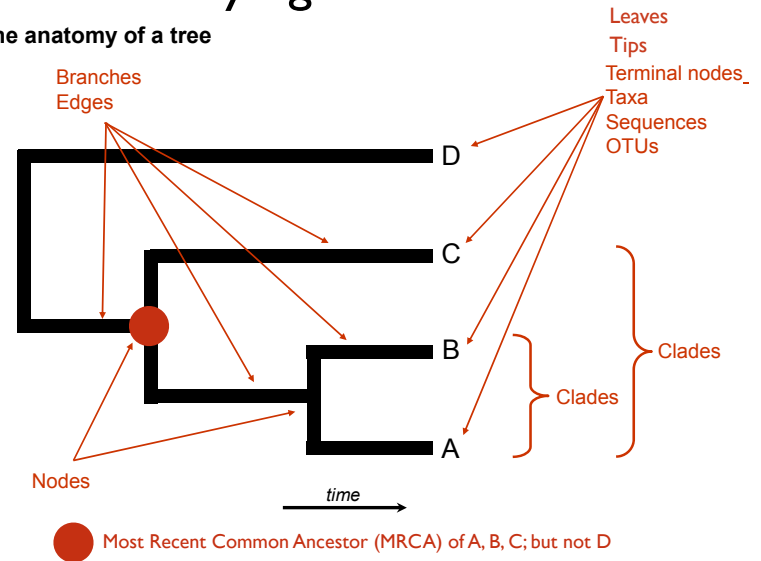 anatomy of a tree
Leaves
Tips
Terminal nodes
Taxa
Sequences
OTUs
Branches
Edges
D
C
B
A
Clades
Clades
Nodes
time
Most Recent Common Ancestor (MRCA) of A, B, C; but not D